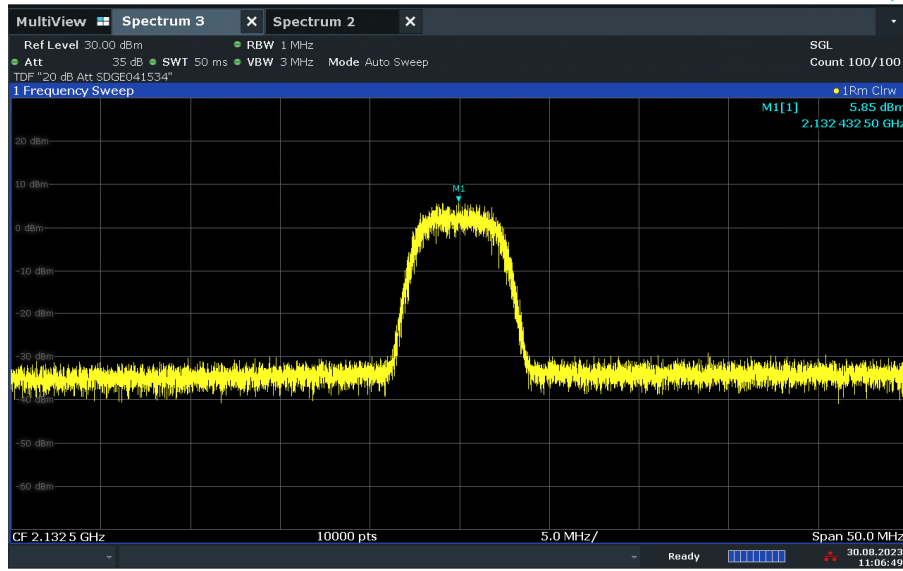 MultiView Spectrum 3 X Spectrum 2 X
Ref Level 30.00 dBm RBW 1 MHz SGL
Att 35 dB SWT 50 ms VBW 3 MHz Mode Auto Sweep Count 100/100
TDF "20 dB Att SDGE041534"
1 Frequency Sweep 1Rm Clrw
M1[1] 5.85 dBm
2.132 432 50 GHz
20 dBm
10 dBm
M1
0 dBm
-10 dBm
-20 dBm
-30 dBm
-40 dBm
-50 dBm
-60 dBm
CF 2.132 5 GHz 10000 pts 5.0 MHz/ Span 50.0 MHz
Ready 30.08.2023
11:06:49